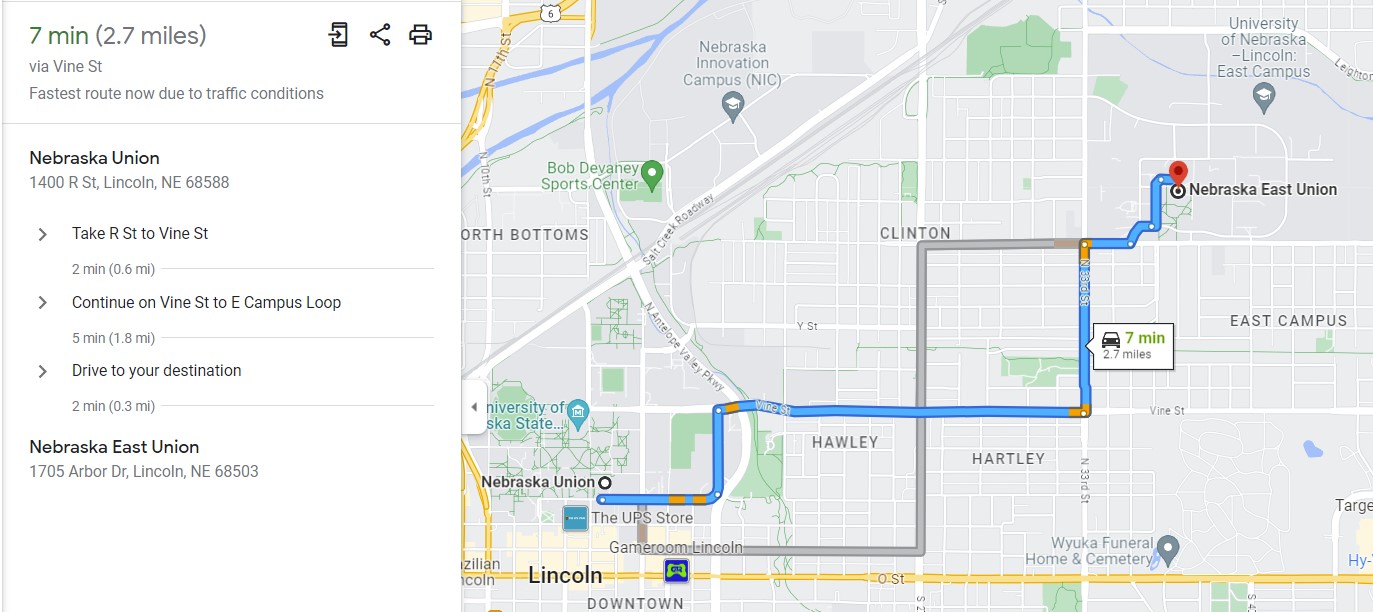 7 min (2.7 miles)
via Vine St
Fastest route now due to traffic conditions
Nebraska Union
1400 R St, Lincoln, NE 68588
Take R St to Vine St
2 min (0.6 mi)
Continue on Vine St to E Campus Loop
5 min (1.8 mi)
Drive to your destination
2 min (0.3 mi)
Nebraska East Union
1705 Arbor Dr, Lincoln, NE 68503
6
N 17th St
N 10th St
Nebraska
Innovation
Campus (NIC)
University
of Nebraska
–Lincoln:
East Campus
Leighton
Bob Devaney
Sports Center
Salt Creek Roadway
Nebraska East Union
ORTH BOTTOMS
CLINTON
N 33rd St
N Antelope Valley Pkwy
Y St
EAST CAMPUS
7 min
2.7 miles
niversity of
ska State...
Vine St
Vine St
HAWLEY
HARTLEY
N 33rd St
Nebraska Union
The UPS Store
Gameroom Lincoln
Targe
Wyuka Funeral
Home & Cemetery
Hy-
zilian
ncoln
Lincoln
O St
DOWNTOWN
S 2
S 4